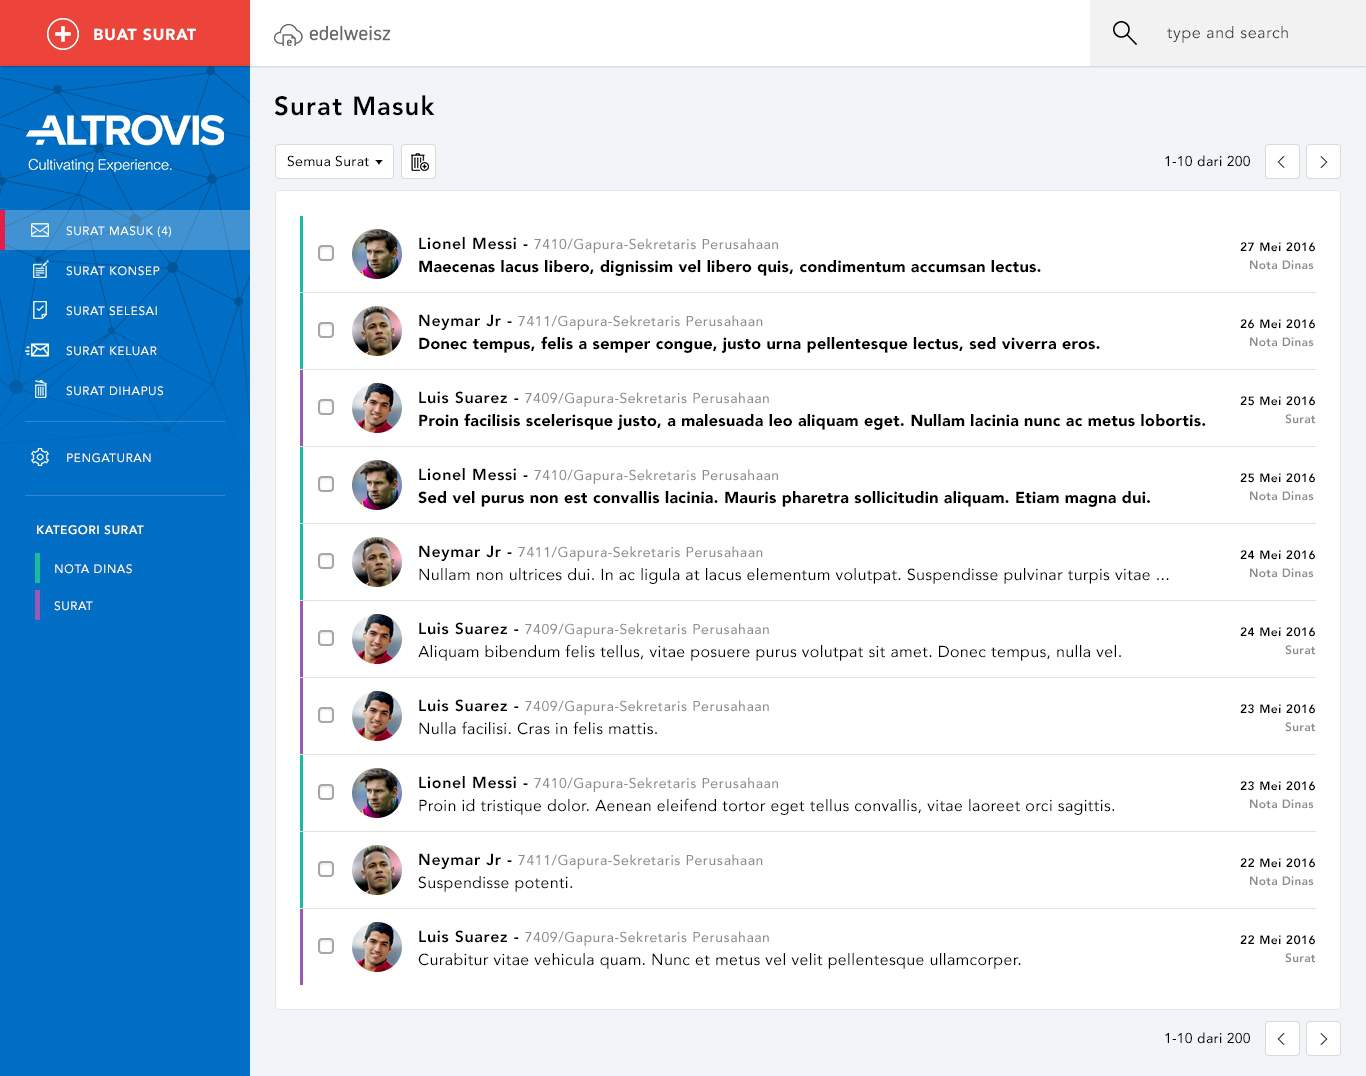 BUAT SURAT
edelweisz
type and search
ALTROVIS
Cultivating Experience.
SURAT MASUK (4)
SURAT KONSEP
SURAT SELESAI
SURAT KELUAR
SURAT DIHAPUS
PENGATURAN
KATEGORI SURAT
NOTA DINAS
SURAT
Surat Masuk
Semua Surat
1-10 dari 200
Lionel Messi - 7410/Gapura-Sekretaris Perusahaan
27 Mei 2016
Maecenas lacus libero, dignissim vel libero quis, condimentum accumsan lectus.
Nota Dinas
Neymar Jr - 7411/Gapura-Sekretaris Perusahaan
26 Mei 2016
Donec tempus, felis a semper congue, justo urna pellentesque lectus, sed viverra eros.
Nota Dinas
Luis Suarez - 7409/Gapura-Sekretaris Perusahaan
25 Mei 2016
Proin facilisis scelerisque justo, a malesuada leo aliquam eget. Nullam lacinia nunc ac metus lobortis.
Surat
Lionel Messi - 7410/Gapura-Sekretaris Perusahaan
25 Mei 2016
Sed vel purus non est convallis lacinia. Mauris pharetra sollicitudin aliquam. Etiam magna dui.
Nota Dinas
Neymar Jr - 7411/Gapura-Sekretaris Perusahaan
24 Mei 2016
Nullam non ultrices dui. In ac ligula at lacus elementum volutpat. Suspendisse pulvinar turpis vitae ...
Nota Dinas
Luis Suarez - 7409/Gapura-Sekretaris Perusahaan
24 Mei 2016
Aliquam bibendum felis tellus, vitae posuere purus volutpat sit amet. Donec tempus, nulla vel.
Surat
Luis Suarez - 7409/Gapura-Sekretaris Perusahaan
23 Mei 2016
Nulla facilisi. Cras in felis mattis.
Surat
Lionel Messi - 7410/Gapura-Sekretaris Perusahaan
23 Mei 2016
Proin id tristique dolor. Aenean eleifend tortor eget tellus convallis, vitae laoreet orci sagittis.
Nota Dinas
Neymar Jr - 7411/Gapura-Sekretaris Perusahaan
22 Mei 2016
Suspendisse potenti.
Nota Dinas
Luis Suarez - 7409/Gapura-Sekretaris Perusahaan
22 Mei 2016
Curabitur vitae vehicula quam. Nunc et metus vel velit pellentesque ullamcorper.
Surat
1-10 dari 200